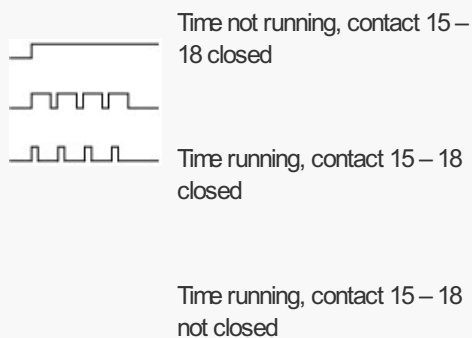 Time not running, contact 15 –
18 closed
Time running, contact 15 – 18
closed
Time running, contact 15 – 18
not closed